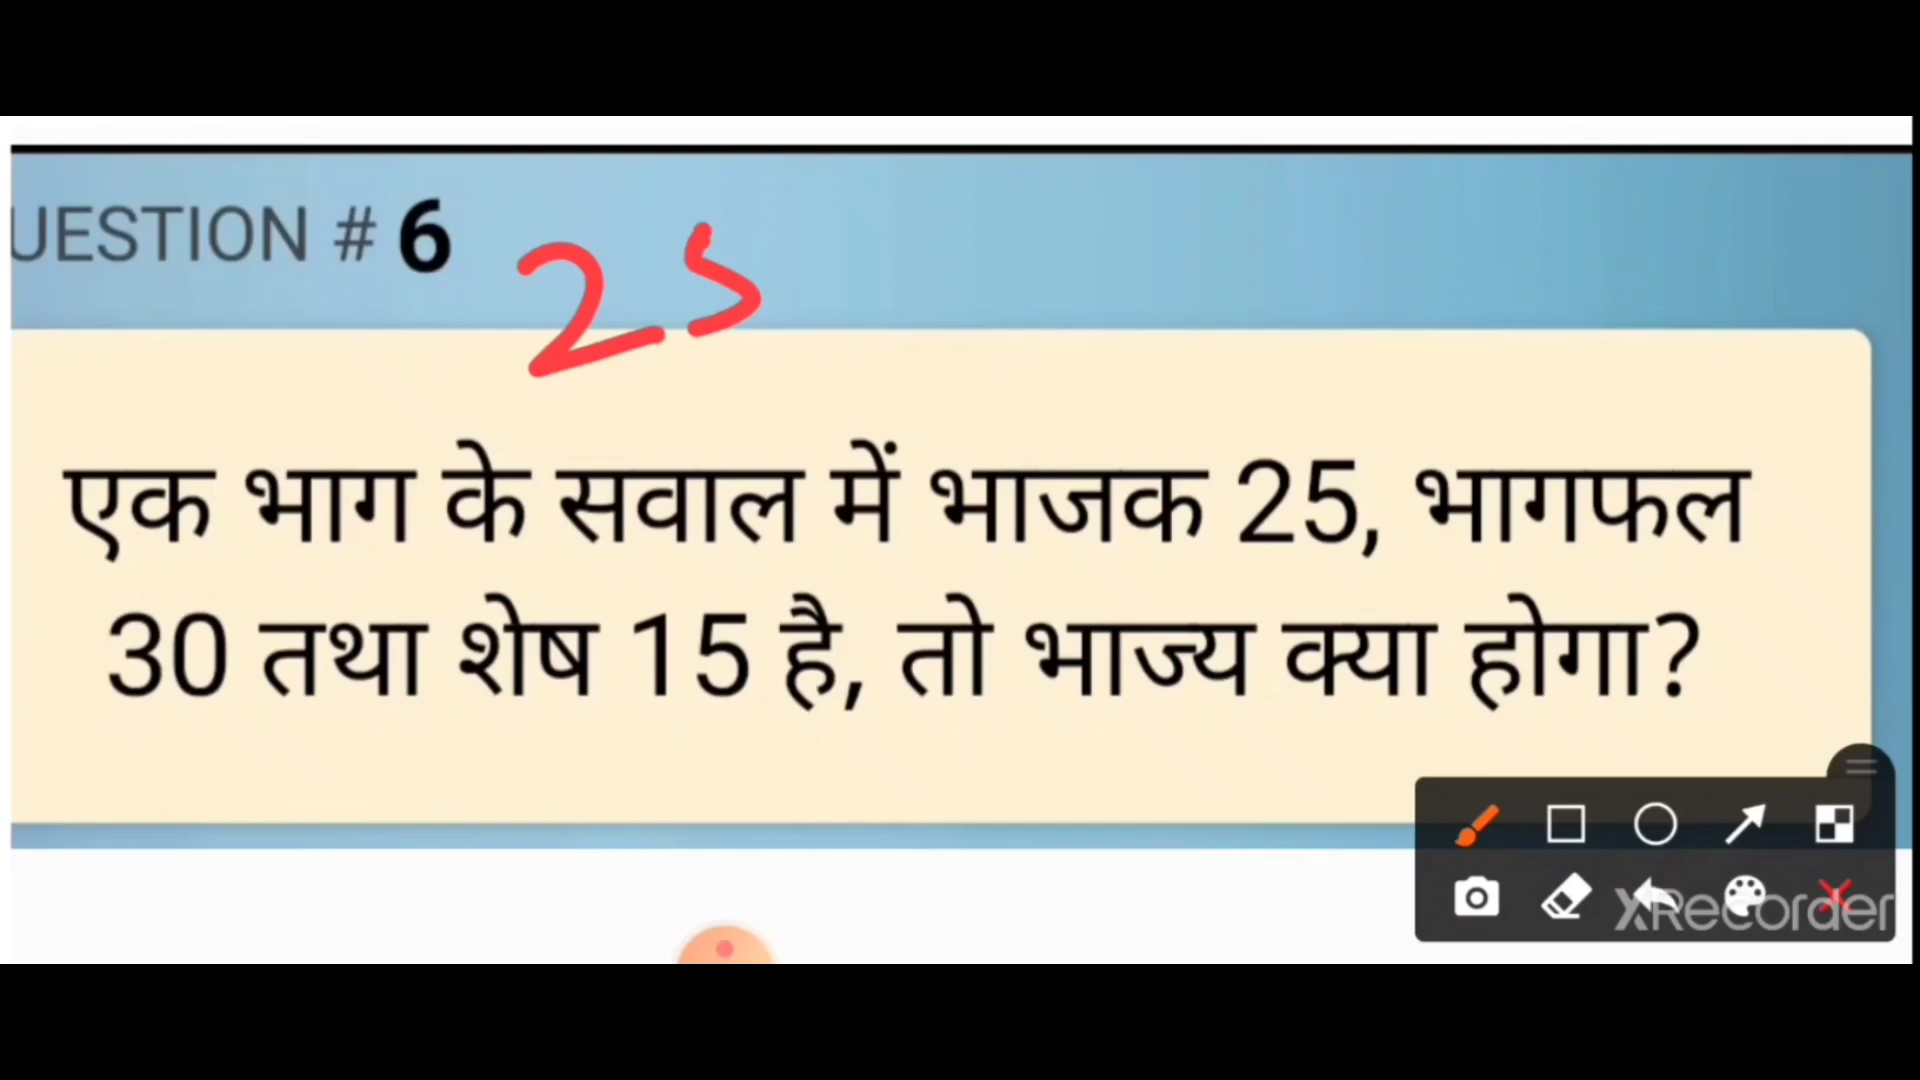 UESTION # 6
25
एक भाग के सवाल में भाजक 25, भागफल
30 तथा शेष 15 है, तो भाज्य क्या होगा?
XRecorder